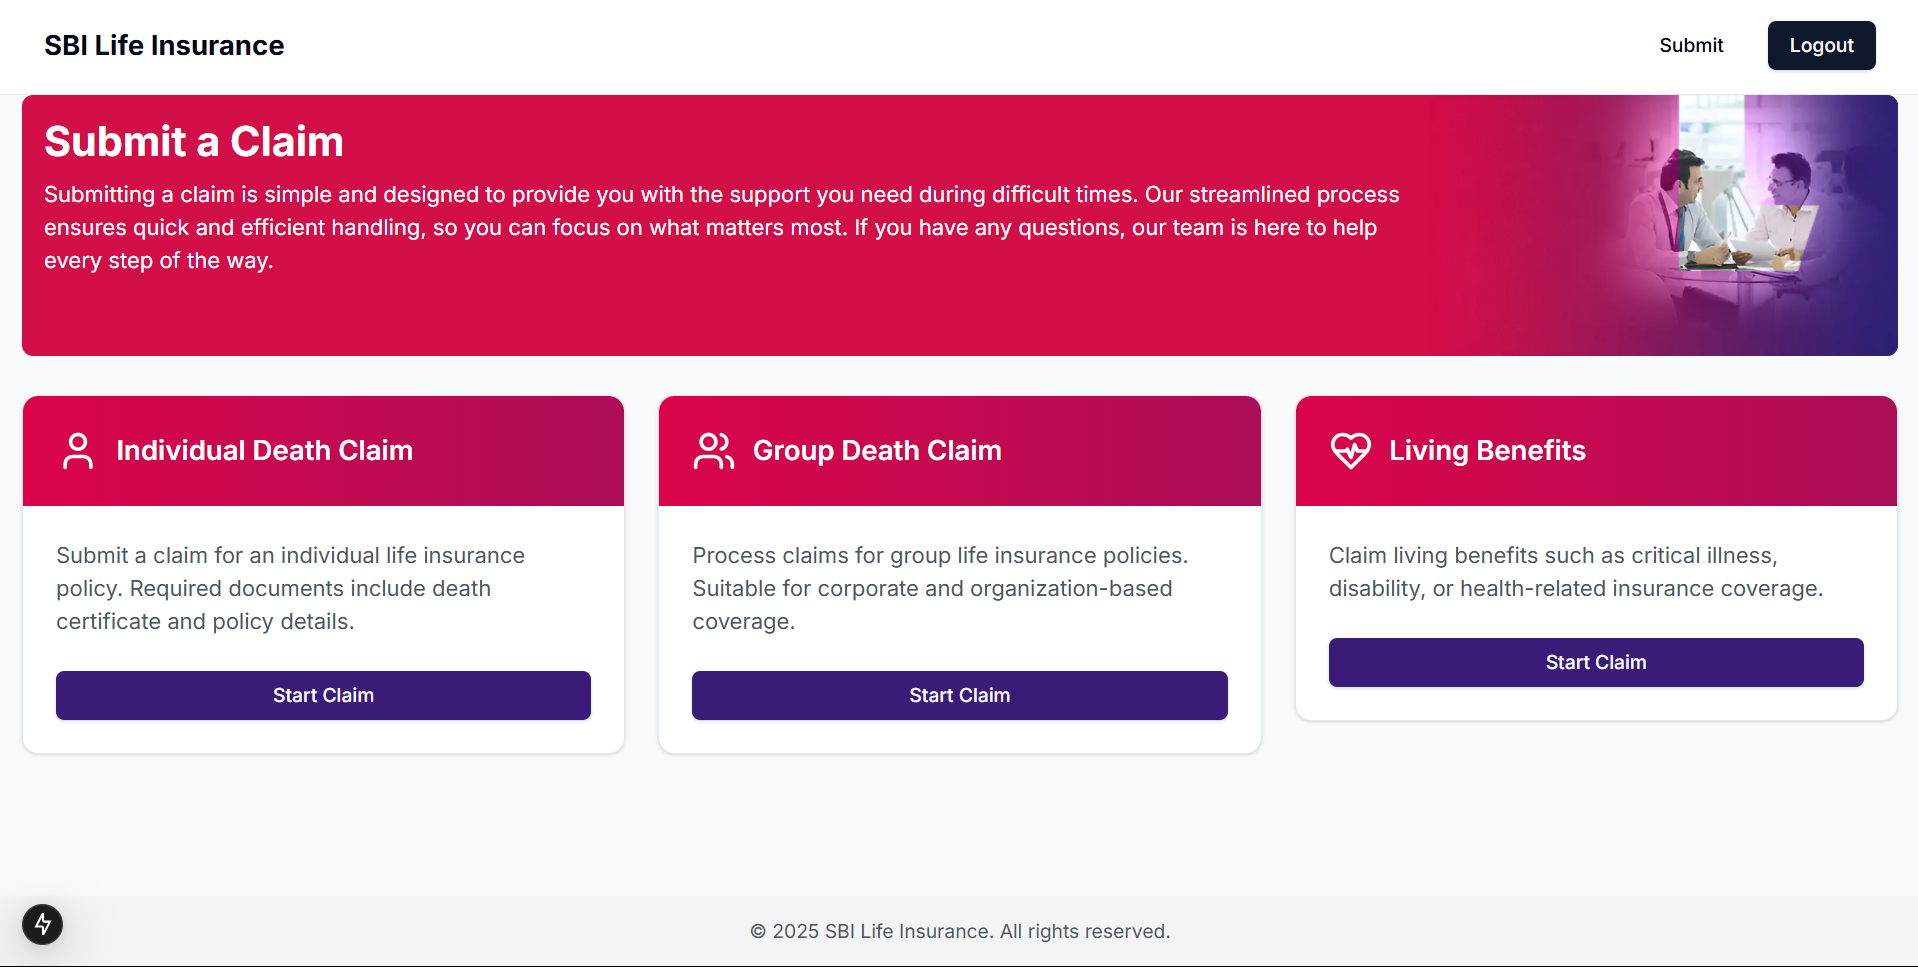 SBI Life Insurance
Submit
Logout
Submit a Claim
Submitting a claim is simple and designed to provide you with the support you need during difficult times. Our streamlined process
ensures quick and efficient handling, so you can focus on what matters most. If you have any questions, our team is here to help
every step of the way.
Individual Death Claim
Submit a claim for an individual life insurance
policy. Required documents include death
certificate and policy details.
Start Claim
Group Death Claim
Process claims for group life insurance policies.
Suitable for corporate and organization-based
coverage.
Start Claim
Living Benefits
Claim living benefits such as critical illness,
disability, or health-related insurance coverage.
Start Claim
© 2025 SBI Life Insurance. All rights reserved.